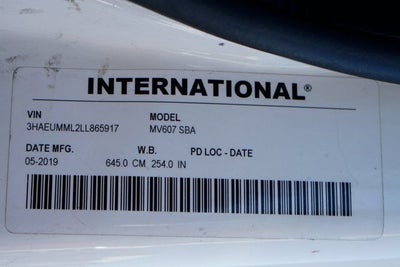 INTERNATIONAL®
VIN MODEL
3HAEUMML2LL865917 MV607 SBA
DATE MFG. W.B. PD LOC - DATE
05-2019 645.0 CM, 254.0 IN